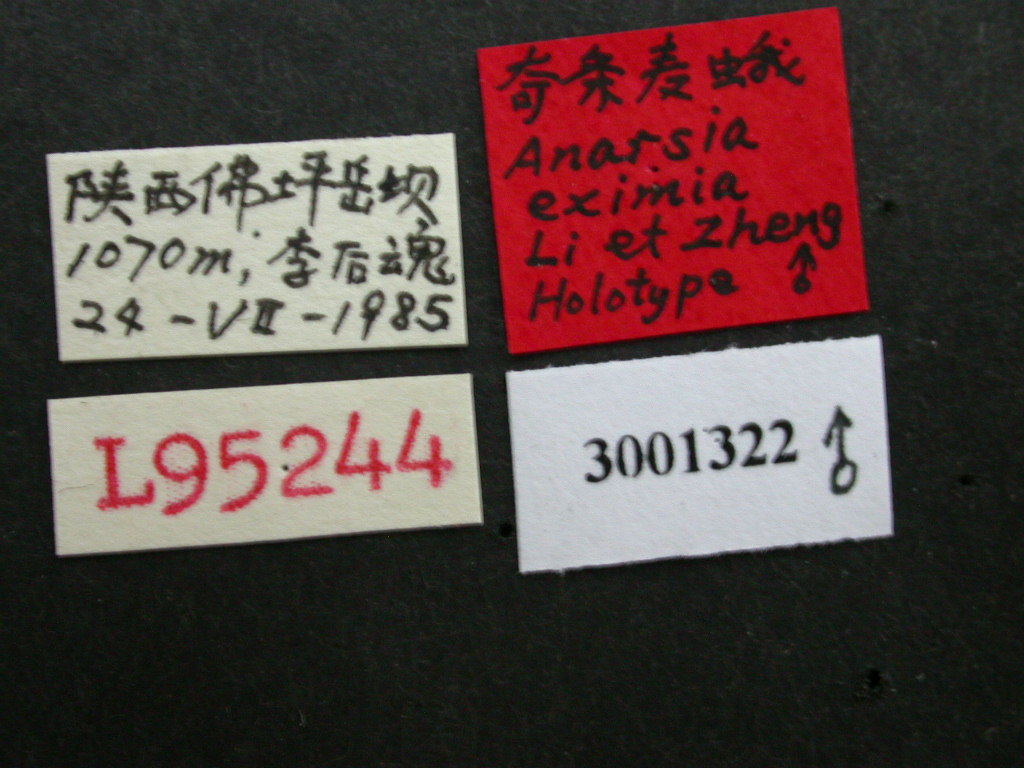 陕西佛坪岳坝
1070m, 李后魂
24-VII-1985
奇条麦蛾
Anarsia
eximia
Li et Zheng
Holotype ♂
L95244
3001322 ♂